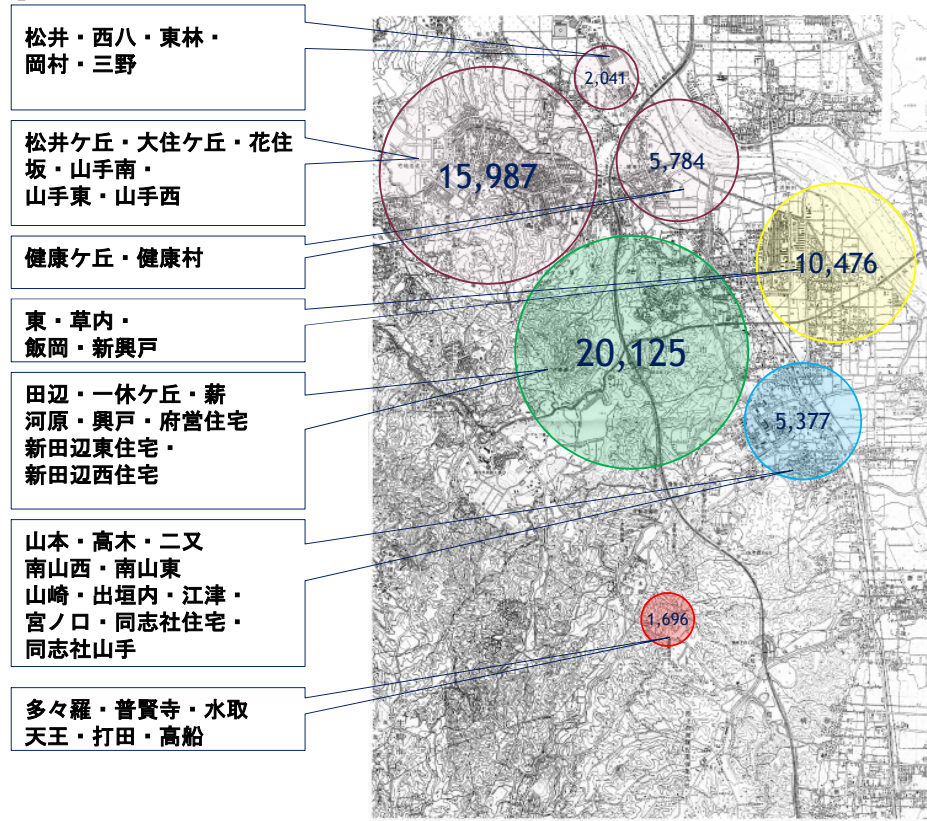 松井・西八・東林・
岡村・三野
松井ケ丘・大住ケ丘・花住
坂・山手南・
山手東・山手西
健康ケ丘・健康村
東・草内・
飯岡・新興戸
田辺・一休ケ丘・薪
河原・興戸・府営住宅
新田辺東住宅・
新田辺西住宅
山本・高木・二又
南山西・南山東
山崎・出垣内・江津・
宮ノ口・同志社住宅・
同志社山手
多々羅・普賢寺・水取
天王・打田・高船
2,041
15,987
5,784
10,476
20,125
5,377
1,696